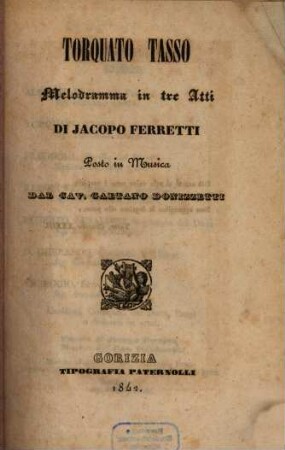 TORQUATO TASSO
Melodramma in tre Atti
DI JACOPO FERRETTI
Posto in Musica
DAL CAV. GAETANO DONIZZETTI
GORIZIA
TIPOGRAFIA PATERNOLLI
1842.